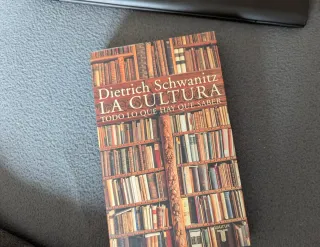 Dietrich Schwanitz
LA CULTURA
TODO LO QUE HAY QUE SABER